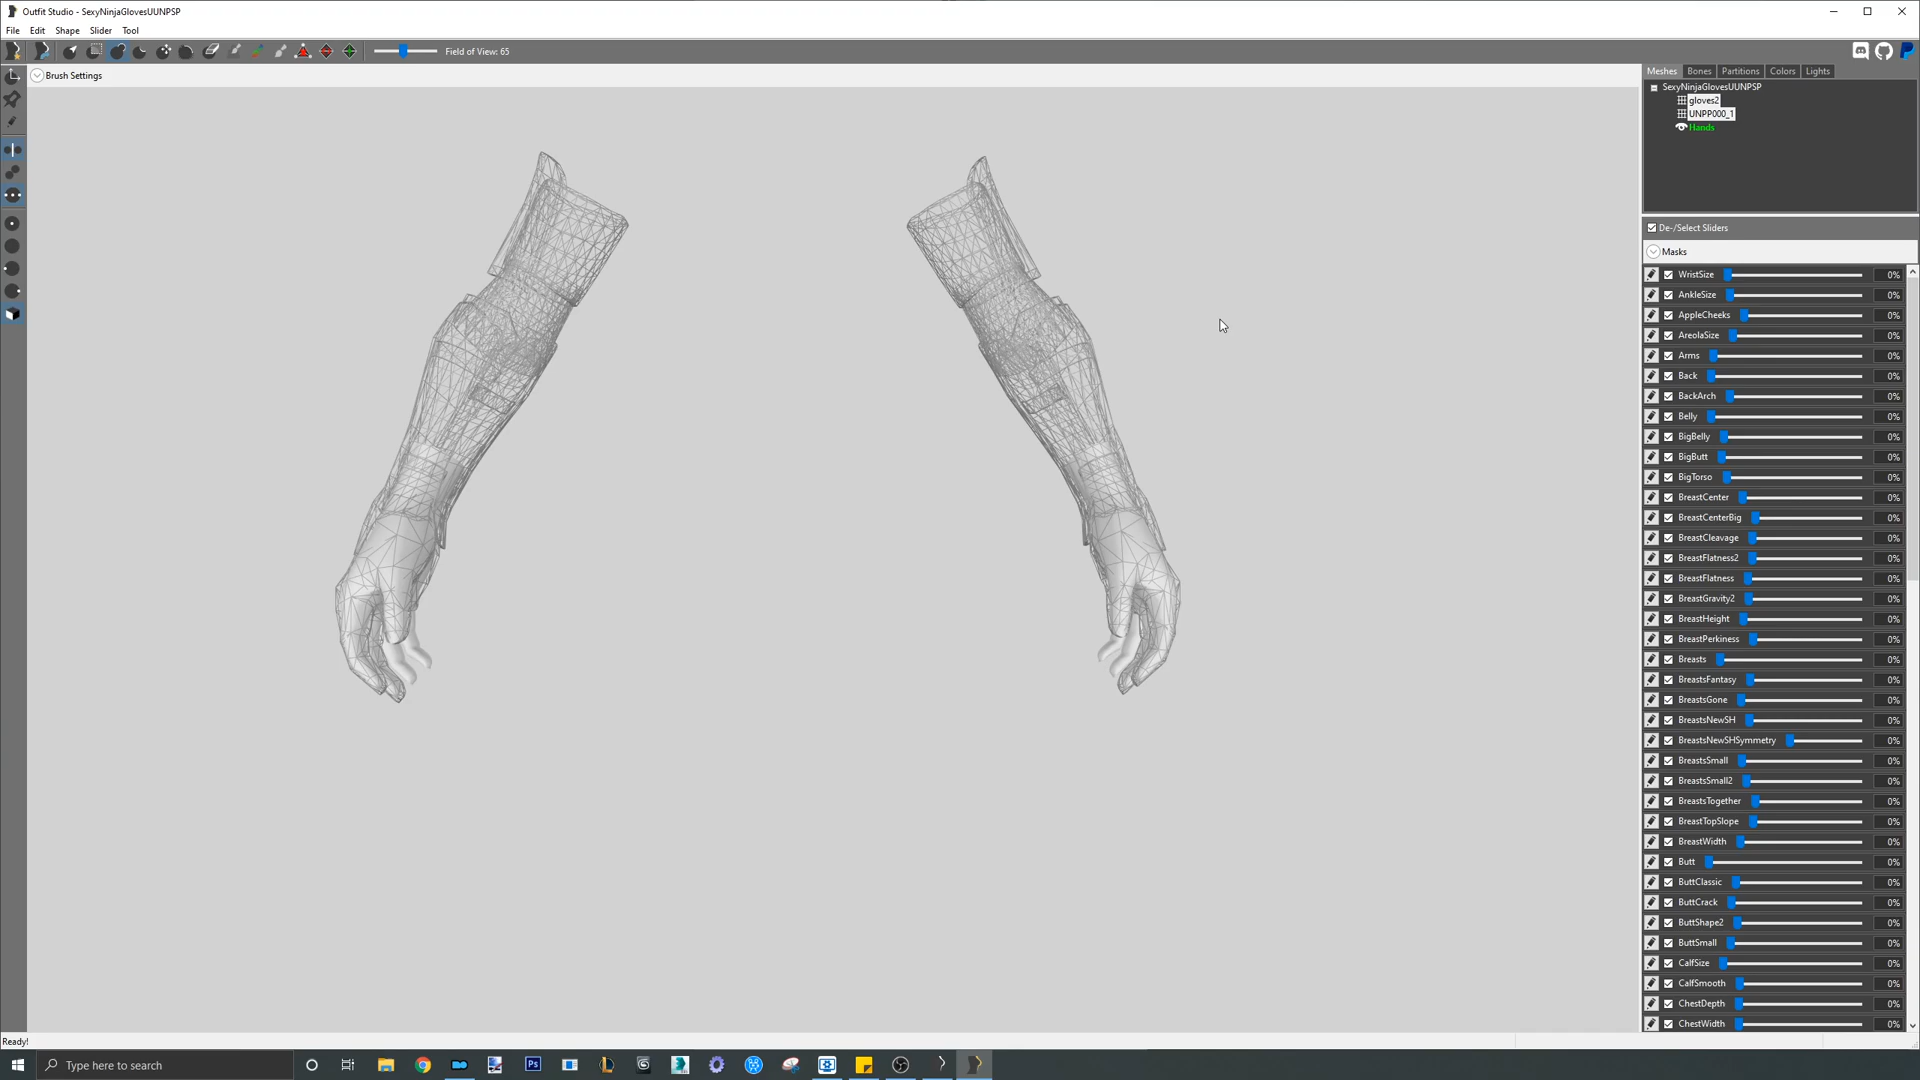 Outfit Studio - SexyNinjaGlovesUUNPSP
File Edit Shape Slider Tool
Field of View: 65
Brush Settings
Meshes Bones Partitions Colors Lights
SexyNinjaGlovesUUNPSP
gloves2
UNPP000_1
Hands
De-/Select Sliders
Masks
WristSize 0%
AnkleSize 0%
AppleCheeks 0%
AreolaSize 0%
Arms 0%
Back 0%
BackArch 0%
Belly 0%
BigBelly 0%
BigButt 0%
BigTorso 0%
BreastCenter 0%
BreastCenterBig 0%
BreastCleavage 0%
BreastFlatness2 0%
BreastFlatness 0%
BreastGravity2 0%
BreastHeight 0%
BreastPerkiness 0%
Breasts 0%
BreastsFantasy 0%
BreastsGone 0%
BreastsNewSH 0%
BreastsNewSHSymmetry 0%
BreastsSmall 0%
BreastsSmall2 0%
BreastsTogether 0%
BreastTopSlope 0%
BreastWidth 0%
Butt 0%
ButtClassic 0%
ButtCrack 0%
ButtShape2 0%
ButtSmall 0%
CalfSize 0%
CalfSmooth 0%
ChestDepth 0%
ChestWidth 0%
Ready!
Type here to search
Ps